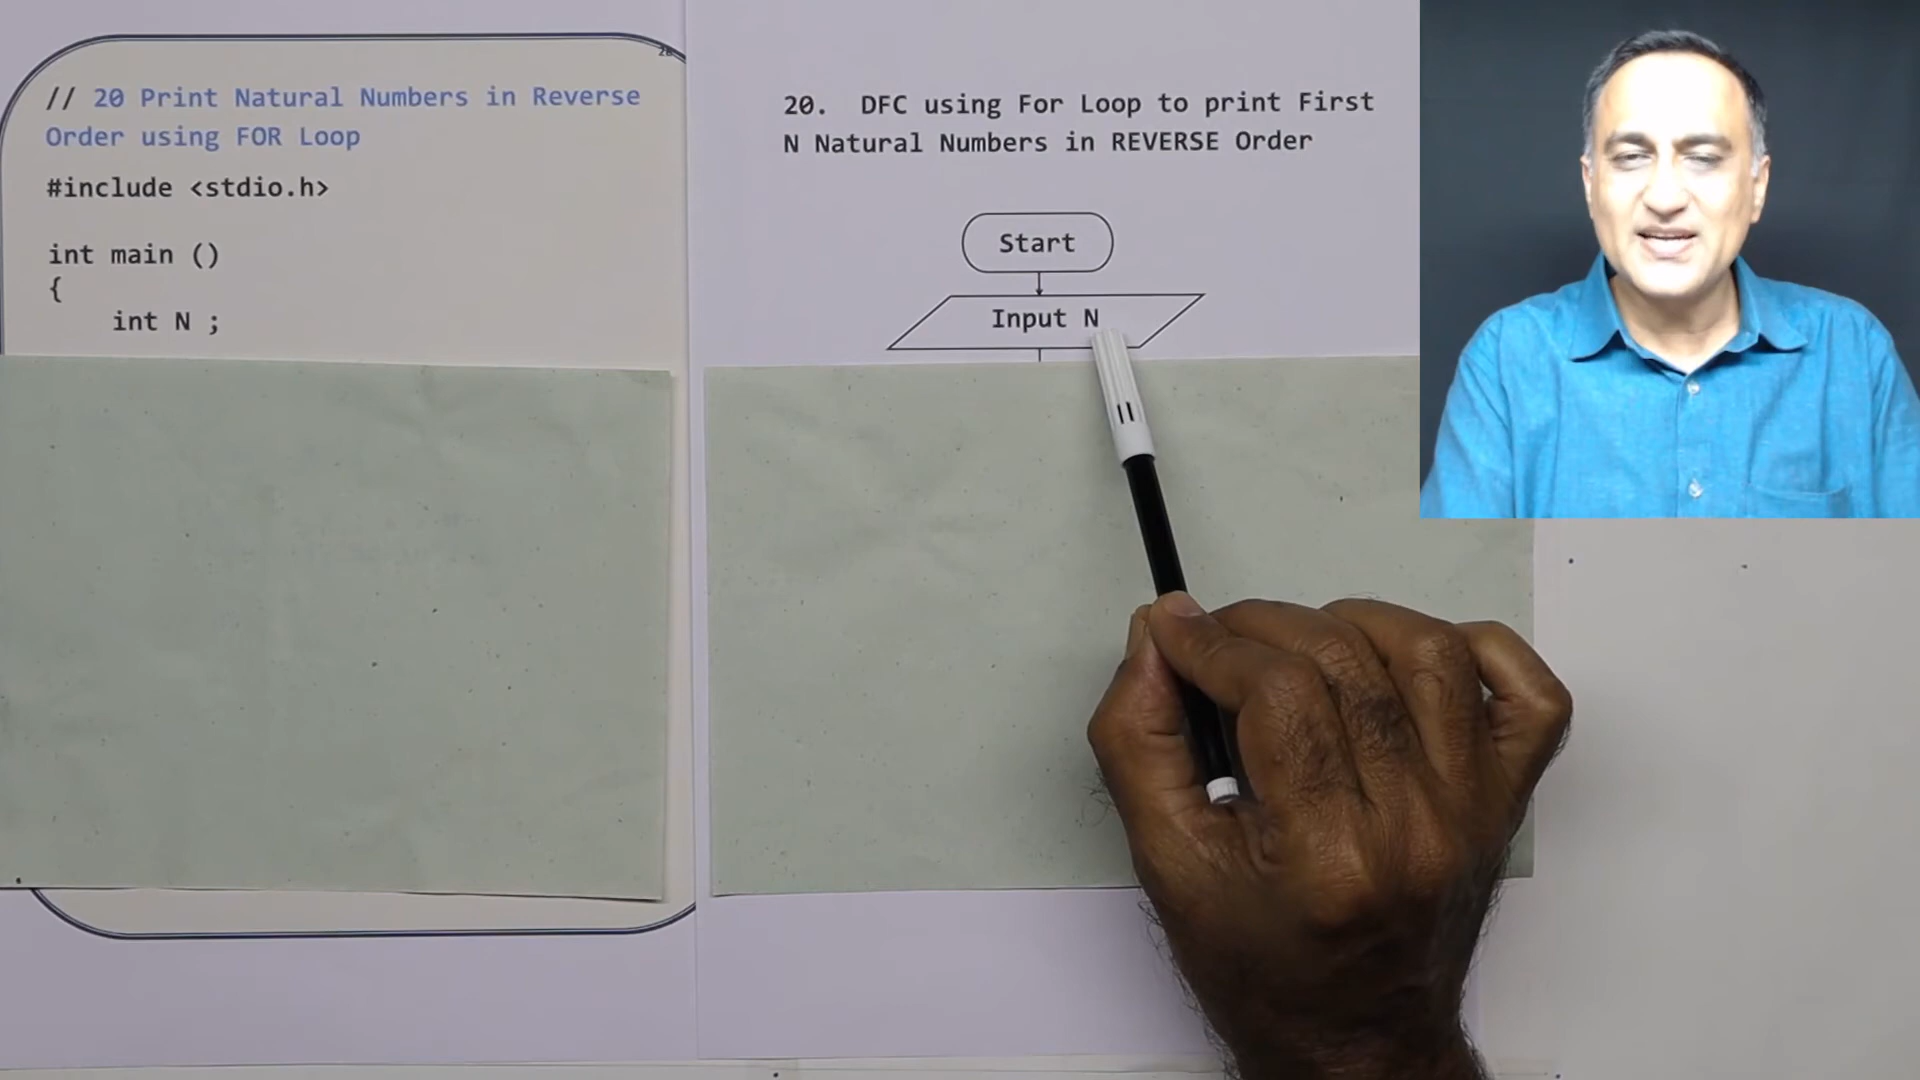 // 20 Print Natural Numbers in Reverse
Order using FOR Loop
#include <stdio.h>
int main ()
{
int N ;
20. DFC using For Loop to print First
N Natural Numbers in REVERSE Order
Start
Input N